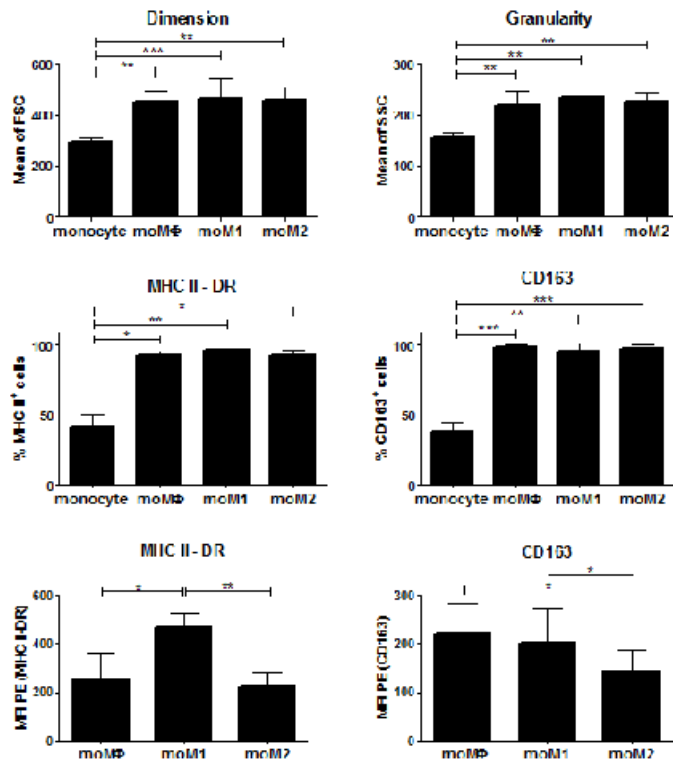 Dimension
**
***
**
Mean of FSC
600
400
200
0
monocyte moMΦ moM1 moM2
Granularity
**
**
**
Mean of SSC
300
200
100
0
monocyte moMΦ moM1 moM2
MHC II - DR
*
**
*
% MHC II+ cells
100
50
0
monocyte moMΦ moM1 moM2
CD163
***
**
***
% CD163+ cells
100
50
0
monocyte moMΦ moM1 moM2
MHC II - DR
*
**
MFI PE (MHC II-DR)
600
400
200
0
moMΦ moM1 moM2
CD163
*
*
MFI PE (CD163)
300
200
100
0
moMΦ moM1 moM2